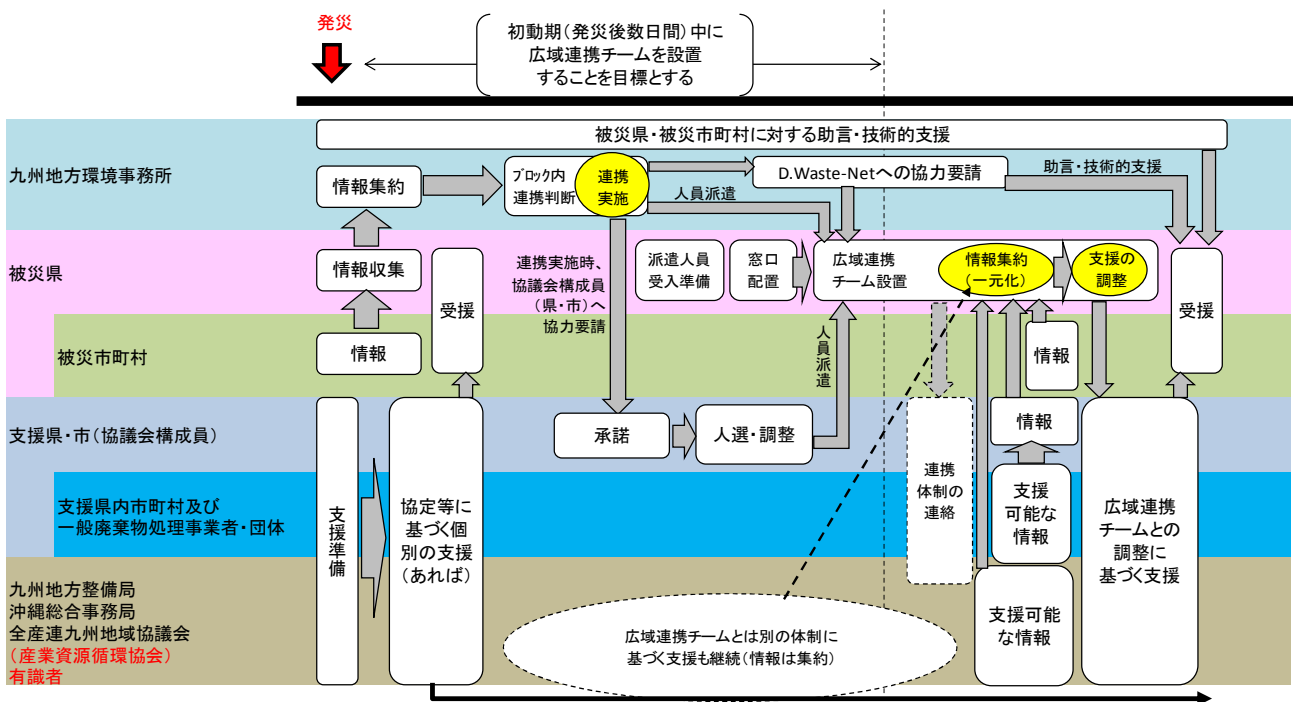 発災
初動期(発災後数日間)中に
広域連携チームを設置
することを目標とする
被災県・被災市町村に対する助言・技術的支援
九州地方環境事務所
情報集約
ブロック内
連携判断
連携
実施
D.Waste-Netへの協力要請
助言・技術的支援
人員派遣
被災県
情報収集
受援
連携実施時、
協議会構成員
(県・市)へ
協力要請
派遣人員
受入準備
窓口
配置
広域連携
チーム設置
情報集約
(一元化)
支援の
調整
受援
被災市町村
情報
人員派遣
情報
支援県・市(協議会構成員)
承諾
人選・調整
情報
支援県内市町村及び
一般廃棄物処理事業者・団体
支援準備
協定等に
基づく個
別の支援
(あれば)
連携
体制の
連絡
支援
可能な
情報
広域連携
チームとの
調整に
基づく支援
九州地方整備局
沖縄総合事務局
全産連九州地域協議会
(産業資源循環協会)
有識者
広域連携チームとは別の体制に
基づく支援も継続(情報は集約)
支援可能
な情報